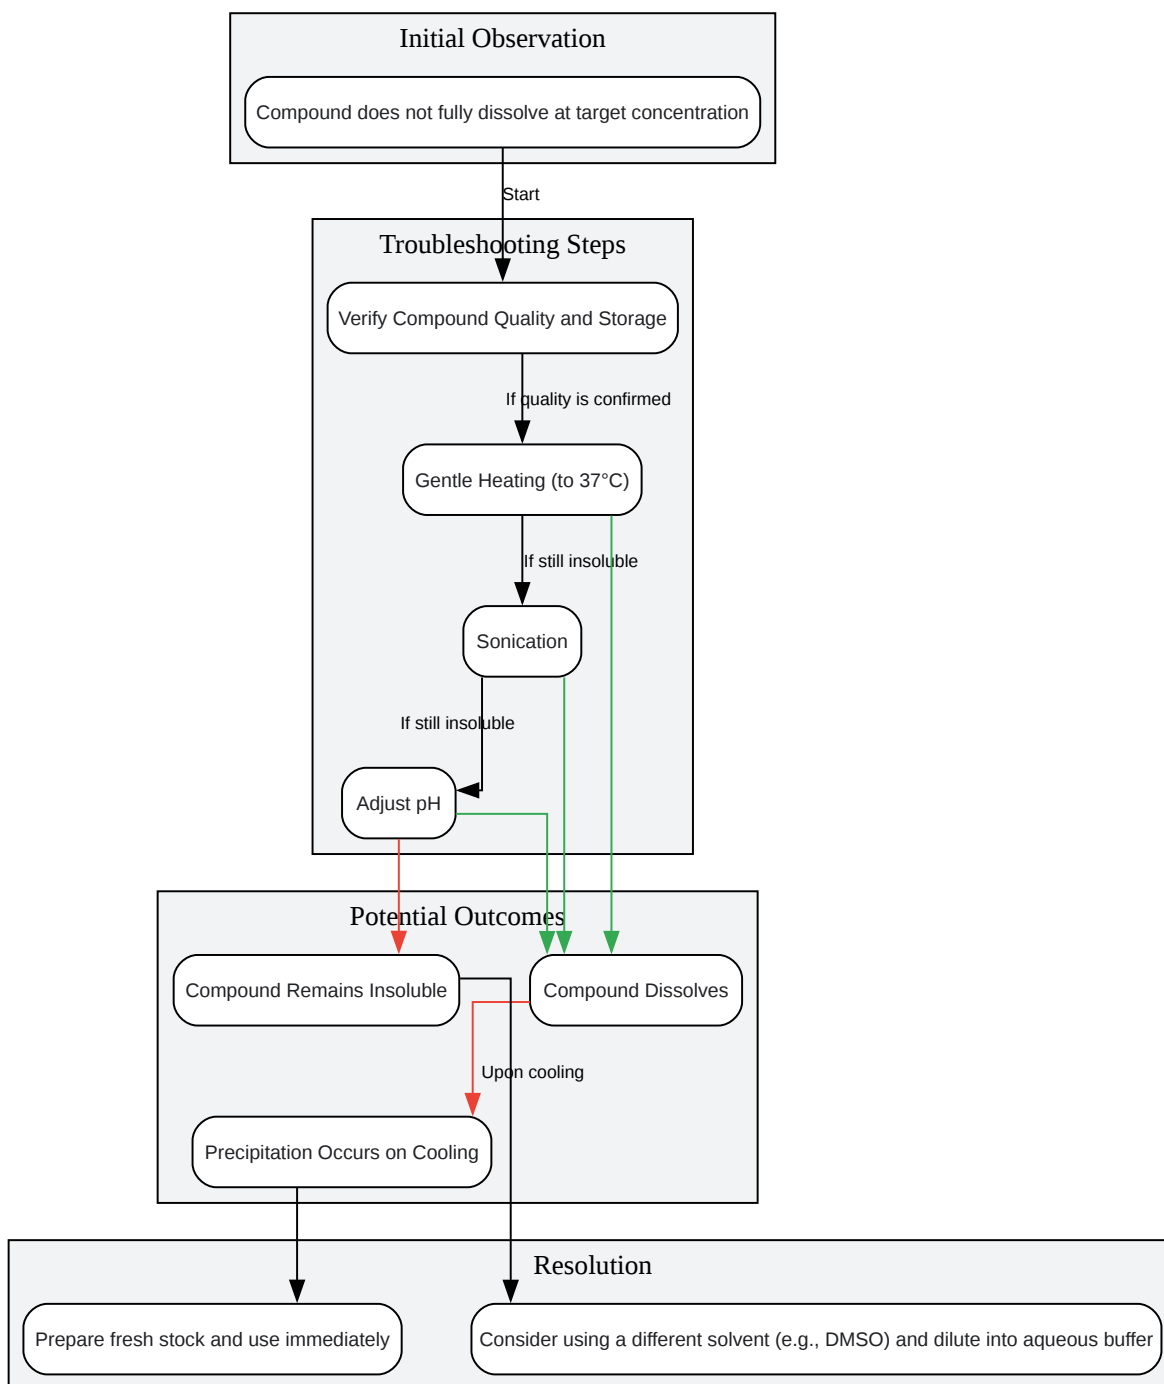 Initial Observation
Compound does not fully dissolve at target concentration
Start
Troubleshooting Steps
Verify Compound Quality and Storage
If quality is confirmed
Gentle Heating (to 37°C)
If still insoluble
Sonication
If still insoluble
Adjust pH
Potential Outcomes
Compound Remains Insoluble
Compound Dissolves
Upon cooling
Precipitation Occurs on Cooling
Resolution
Prepare fresh stock and use immediately
Consider using a different solvent (e.g., DMSO) and dilute into aqueous buffer